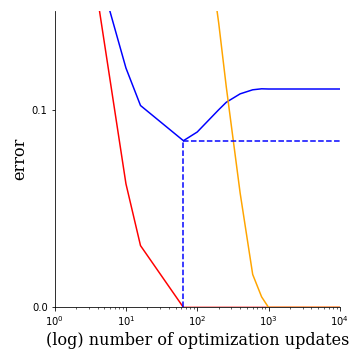 error
0.1
0.0
10⁰ 10¹ 10² 10³ 10⁴
(log) number of optimization updates